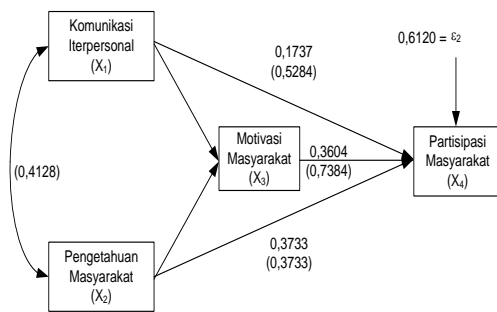 Komunikasi
Iterpersonal
(X₁)
0,1737
(0,5284)
0,6120 = ε₂
Motivasi
Masyarakat
(X₃)
0,3604
(0,7384)
Partisipasi
Masyarakat
(X₄)
(0,4128)
Pengetahuan
Masyarakat
(X₂)
0,3733
(0,3733)